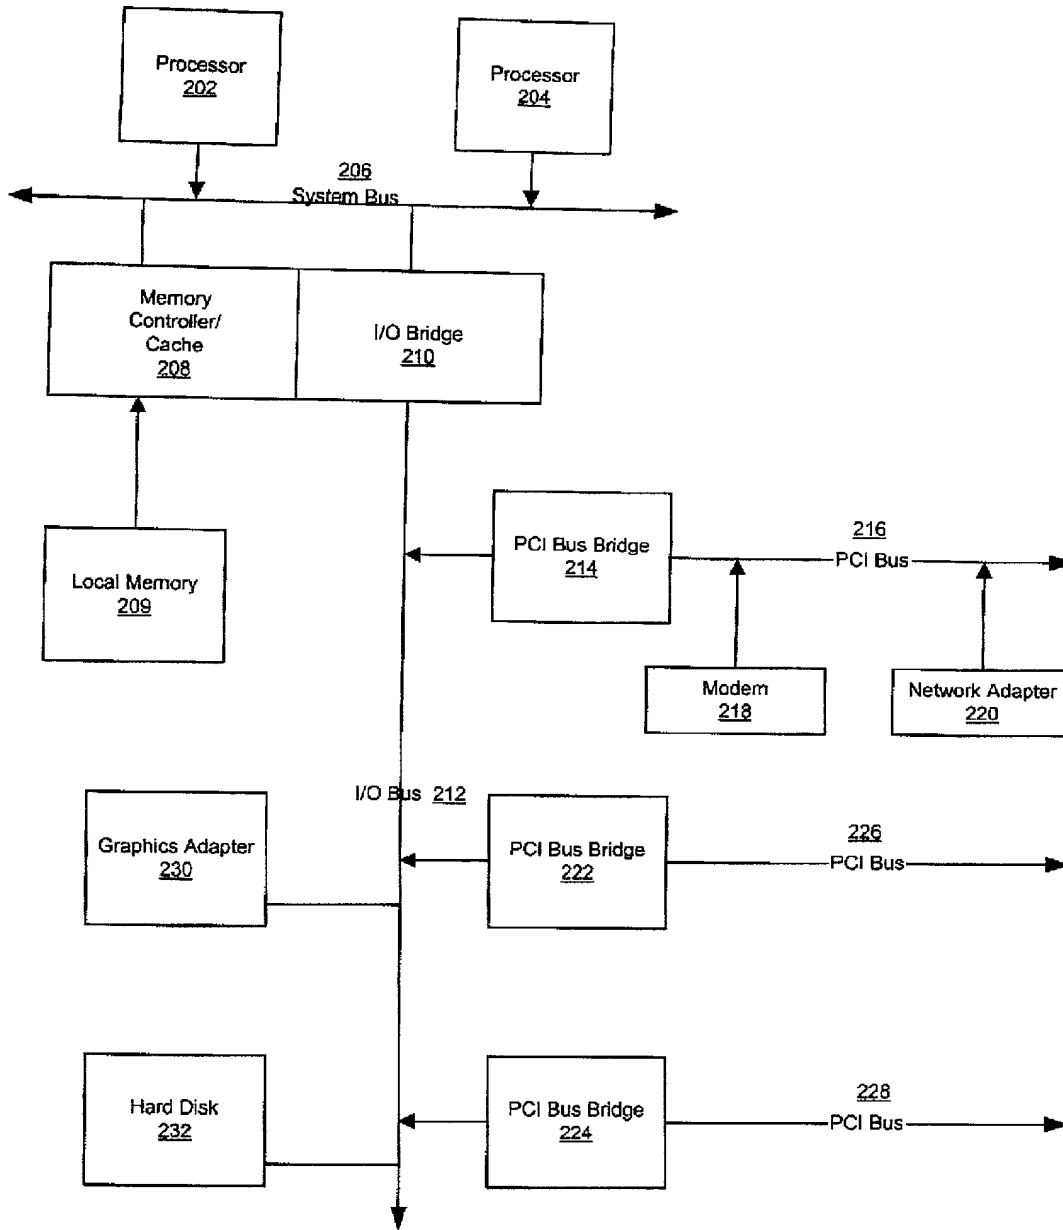 Processor
202
Processor
204
206
System Bus
Memory
Controller/
Cache
208
I/O Bridge
210
Local Memory
209
PCI Bus Bridge
214
216
PCI Bus
Modem
218
Network Adapter
220
I/O Bus 212
Graphics Adapter
230
PCI Bus Bridge
222
226
PCI Bus
Hard Disk
232
PCI Bus Bridge
224
228
PCI Bus